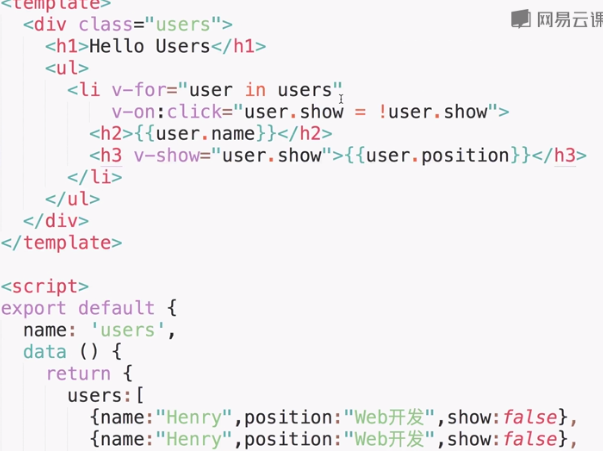 <template>
网易云课
<div class="users">
<h1>Hello Users</h1>
<ul>
<li v-for="user in users"
v-on:click="user.show = !user.show">
<h2>{{user.name}}</h2>
<h3 v-show="user.show">{{user.position}}</h3>
</li>
</ul>
</div>
</template>
<script>
export default {
name: 'users',
data () {
return {
users:[
{name:"Henry",position:"Web开发",show:false},
{name:"Henry",position:"Web开发",show:false},